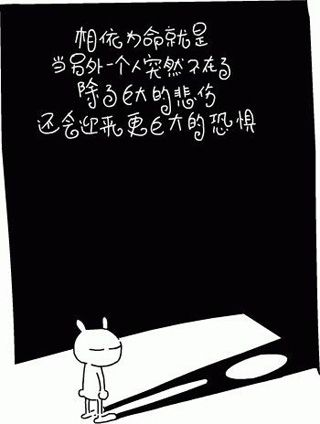 相依为命就是
当另外一个人突然不在了
除了巨大的悲伤
还会迎来更巨大的恐惧